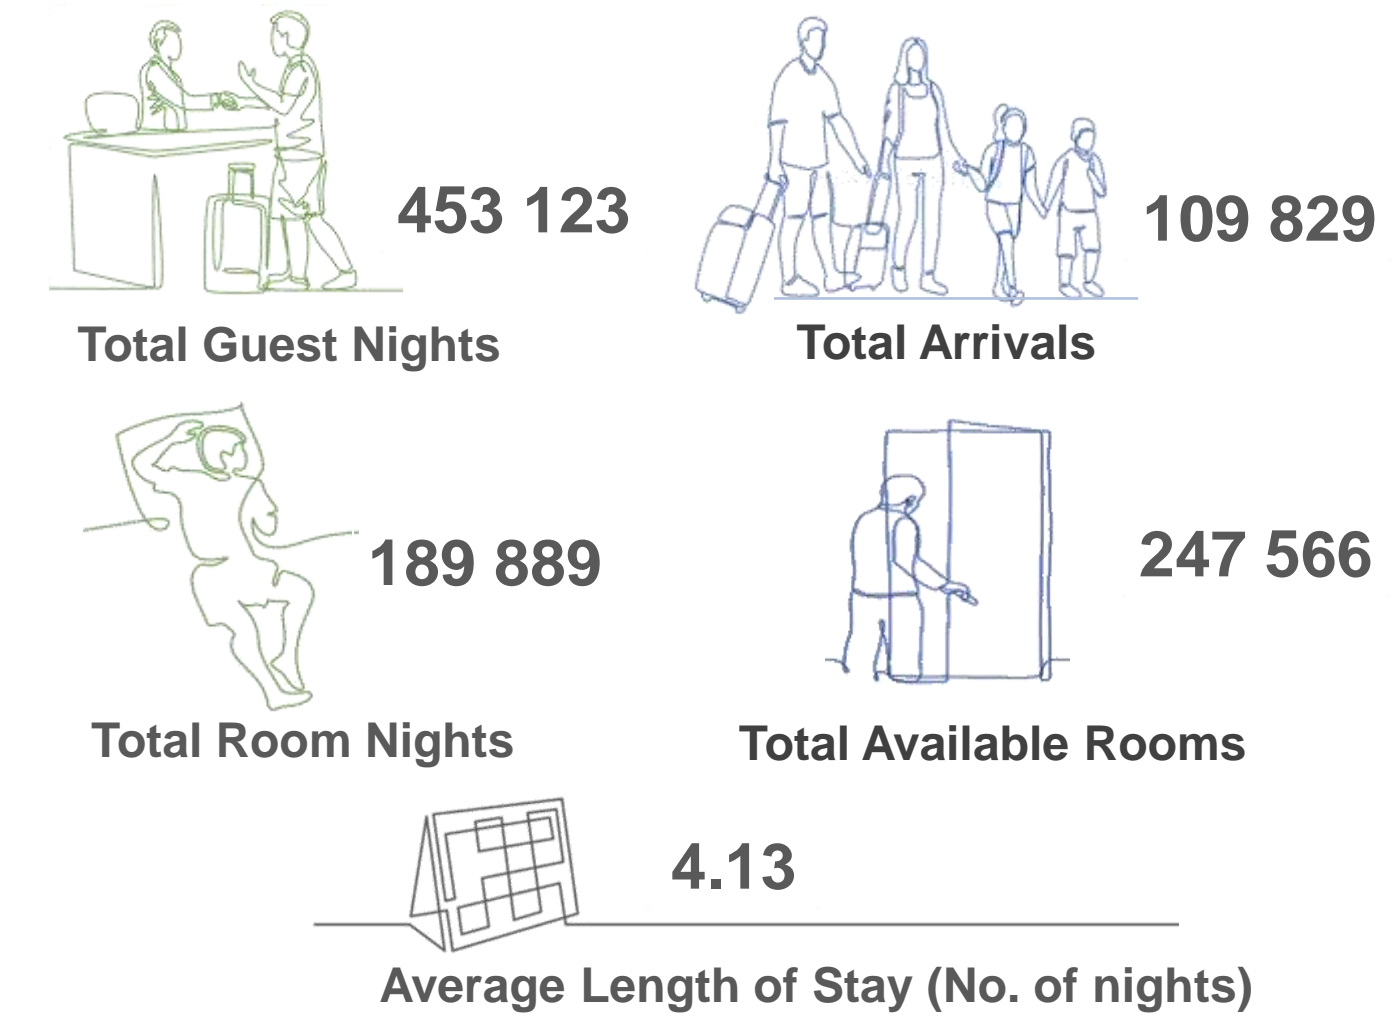 453 123
Total Guest Nights
109 829
Total Arrivals
189 889
Total Room Nights
247 566
Total Available Rooms
4.13
Average Length of Stay (No. of nights)